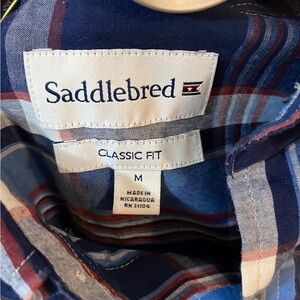 Saddlebred
CLASSIC FIT
M
MADE IN
NICARAGUA
RN 31104